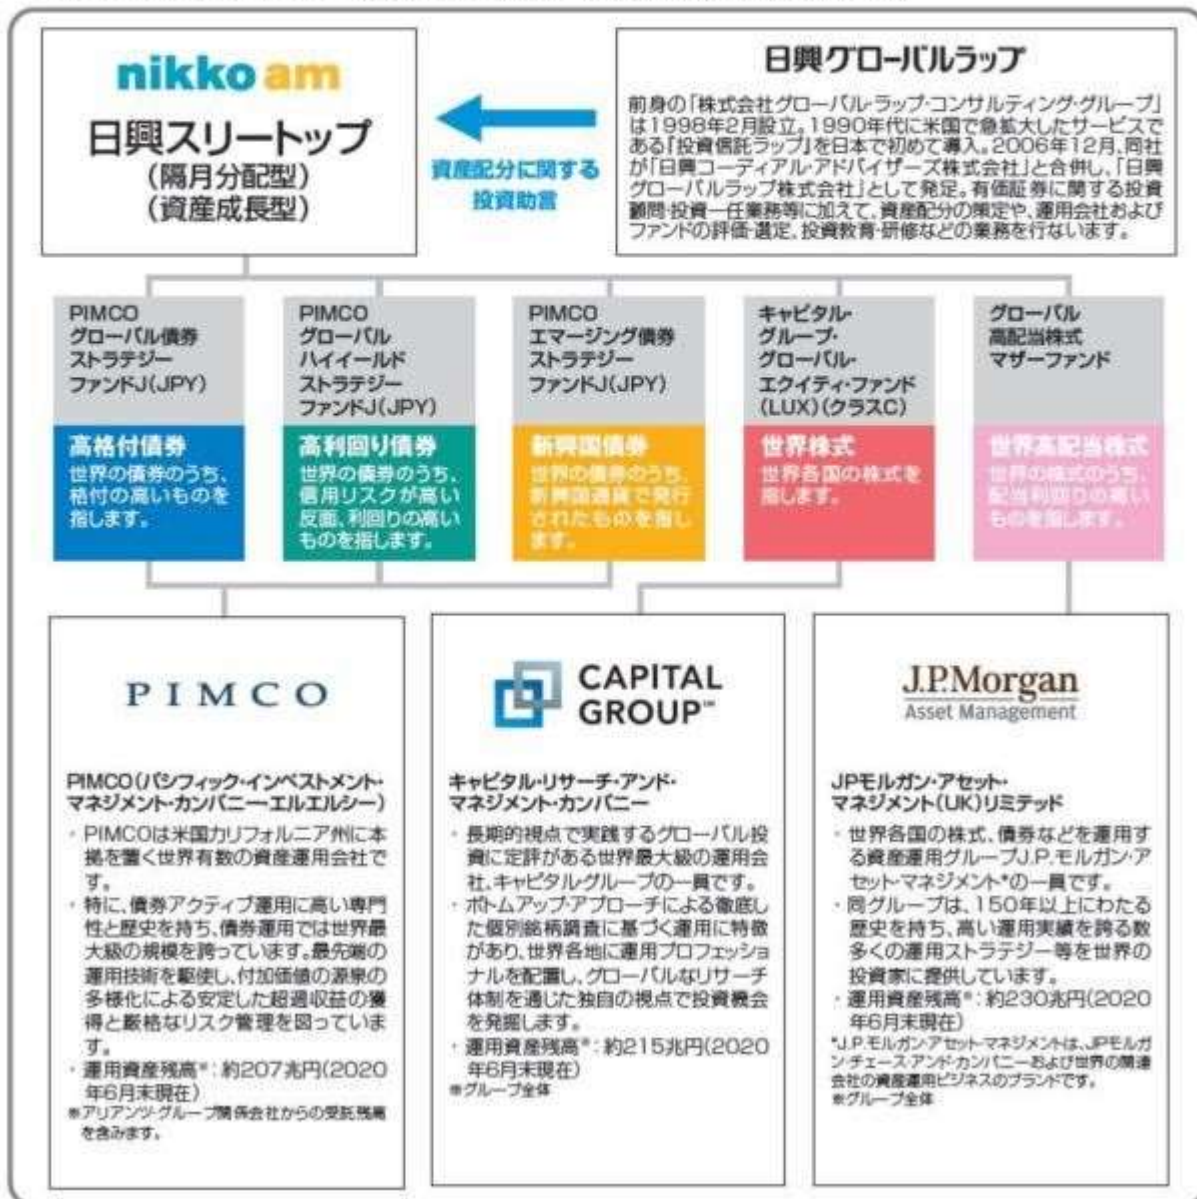 nikko am
日興スリートップ
(隔月分配型)
(資産成長型)
資産配分に関する
投資助言
日興グローバルラップ
前身の「株式会社グローバル・ラップ・コンサルティング・グループ」
は1998年2月設立。1990年代に米国で急拡大したサービスで
ある「投資信託ラップ」を日本で初めて導入。2006年12月、同社
が「日興コーディアル・アドバイザーズ株式会社」と合併し、「日興
グローバルラップ株式会社」として発足。有価証券に関する投資
顧問・投資一任業務等に加えて、資産配分の策定や、運用会社および
ファンドの評価・選定、投資教育・研修などの業務を行ないます。
PIMCO
グローバル債券
ストラテジー
ファンドJ(JPY)
高格付債券
世界の債券のうち、
格付の高いものを
指します。
PIMCO
グローバル
ハイイールド
ストラテジー
ファンドJ(JPY)
高利回り債券
世界の債券のうち、
信用リスクが高い
反面、利回りの高い
ものを指します。
PIMCO
エマージング債券
ストラテジー
ファンドJ(JPY)
新興国債券
世界の債券のうち、
新興国通貨で発行
されたものを指し
ます。
キャピタル・
グループ・
グローバル・
エクイティ・ファンド
(LUX)(クラスC)
世界株式
世界各国の株式を
指します。
グローバル
高配当株式
マザーファンド
世界高配当株式
世界の株式のうち、
配当利回りの高い
ものを指します。
PIMCO
PIMCO(パシフィック・インベストメント・
マネジメント・カンパニー・エルエルシー)
・PIMCOは米国カリフォルニア州に本
拠を置く世界有数の資産運用会社で
す。
・特に、債券アクティブ運用に高い専門
性と歴史を持ち、債券運用では世界最
大級の規模を誇っています。最先端の
運用技術を駆使し、付加価値の源泉の
多様化による安定した超過収益の獲
得と厳格なリスク管理を図っていま
す。
・運用資産残高※:約207兆円(2020
年6月末現在)
※アリアンツ・グループ関係会社からの受託残高
を含みます。
CAPITAL
GROUP℠
キャピタル・リサーチ・アンド・
マネジメント・カンパニー
・長期的視点で実践するグローバル投
資に定評がある世界最大級の運用会
社、キャピタルグループの一員です。
・ボトムアップ・アプローチによる徹底し
た個別銘柄調査に基づく運用に特徴
があり、世界各地に運用プロフェッショ
ナルを配置し、グローバルなリサーチ
体制を通じた独自の視点で投資機会
を発掘します。
・運用資産残高※:約215兆円(2020
年6月末現在)
※グループ全体
J.P.Morgan
Asset Management
JPモルガン・アセット・
マネジメント(UK)リミテッド
・世界各国の株式、債券などを運用す
る資産運用グループJ.P.モルガン・ア
セット・マネジメント*の一員です。
・同グループは、150年以上にわたる
歴史を持ち、高い運用実績を誇る数
多くの運用ストラテジー等を世界の
投資家に提供しています。
・運用資産残高※:約230兆円(2020
年6月末現在)
*J.P.モルガン・アセット・マネジメントは、JPモルガ
ン・チェース・アンド・カンパニーおよび世界の関連
会社の資産運用ビジネスのブランドです。
※グループ全体